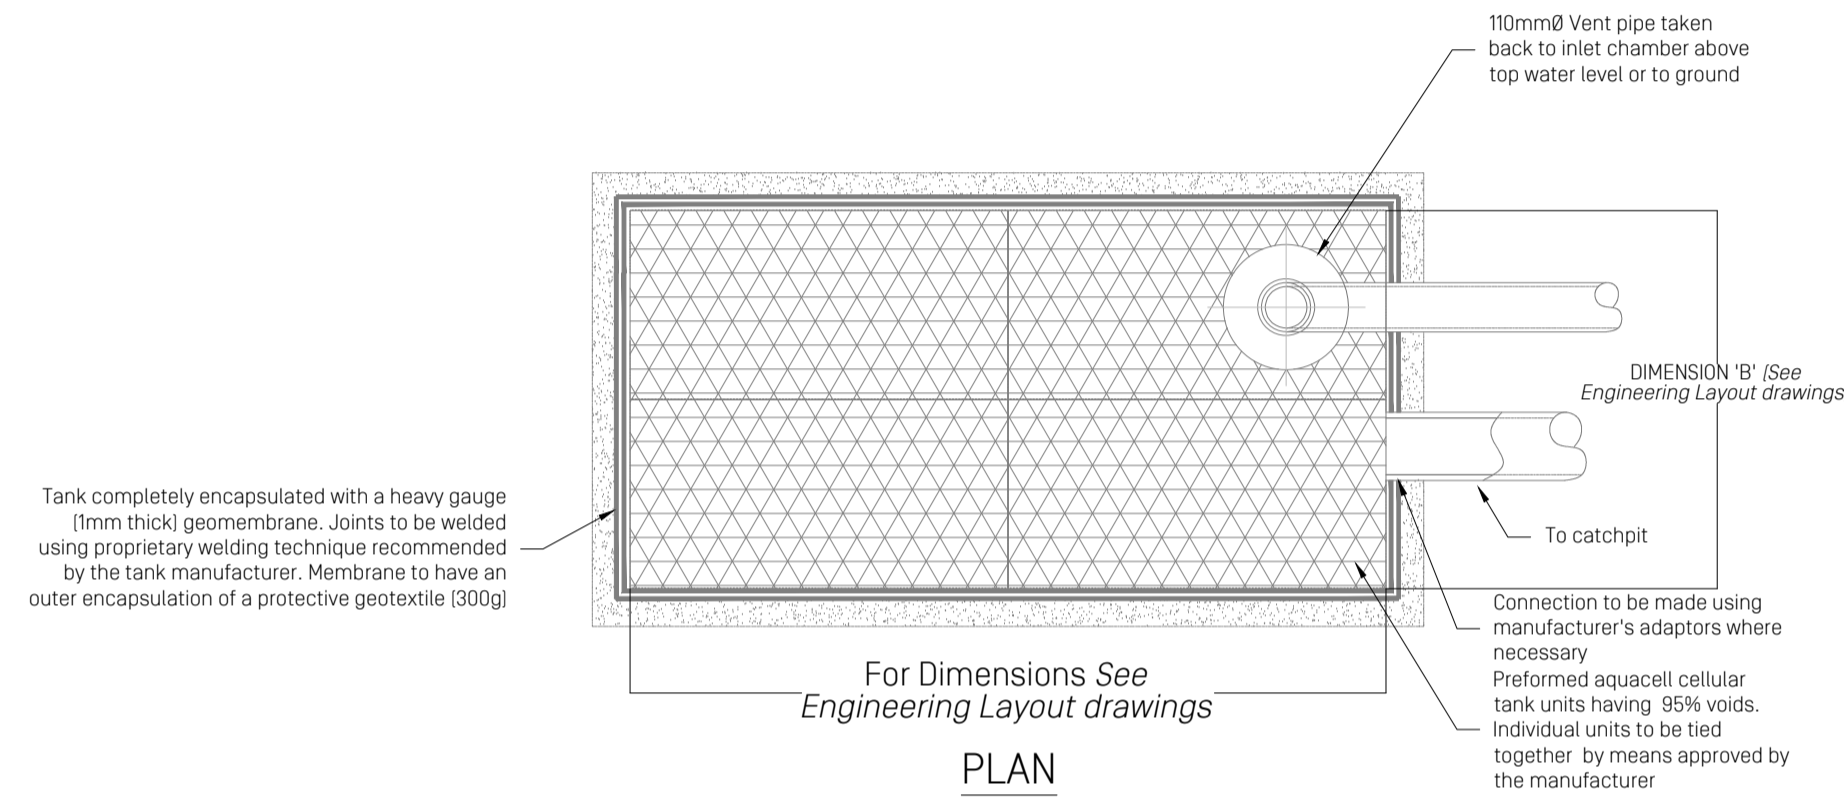 110mmØ Vent pipe taken
back to inlet chamber above
top water level or to ground
DIMENSION 'B' [See
Engineering Layout drawings
Tank completely encapsulated with a heavy gauge
[1mm thick] geomembrane. Joints to be welded
using proprietary welding technique recommended
by the tank manufacturer. Membrane to have an
outer encapsulation of a protective geotextile [300g]
To catchpit
Connection to be made using
manufacturer's adaptors where
necessary
Preformed aquacell cellular
tank units having 95% voids.
Individual units to be tied
together by means approved by
the manufacturer
For Dimensions See
Engineering Layout drawings
PLAN